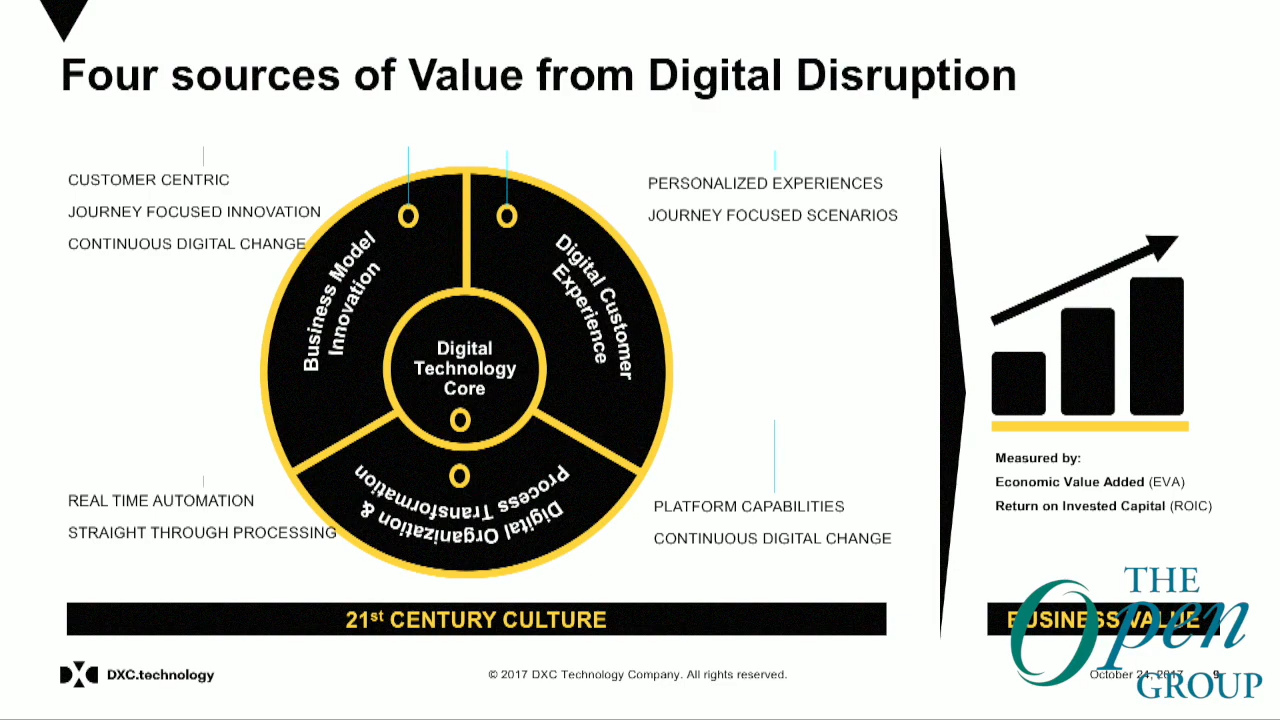 Four sources of Value from Digital Disruption
CUSTOMER CENTRIC
JOURNEY FOCUSED INNOVATION
CONTINUOUS DIGITAL CHANGE
PERSONALIZED EXPERIENCES
JOURNEY FOCUSED SCENARIOS
Business Model
Innovation
Digital Customer
Experience
Digital
Technology
Core
Digital Organization &
Process Transformation
REAL TIME AUTOMATION
STRAIGHT THROUGH PROCESSING
PLATFORM CAPABILITIES
CONTINUOUS DIGITAL CHANGE
Measured by:
Economic Value Added (EVA)
Return on Invested Capital (ROIC)
21st CENTURY CULTURE
BUSINESS VALUE
DXC.technology
© 2017 DXC Technology Company. All rights reserved.
October 24, 2017
9
THE
Open
GROUP